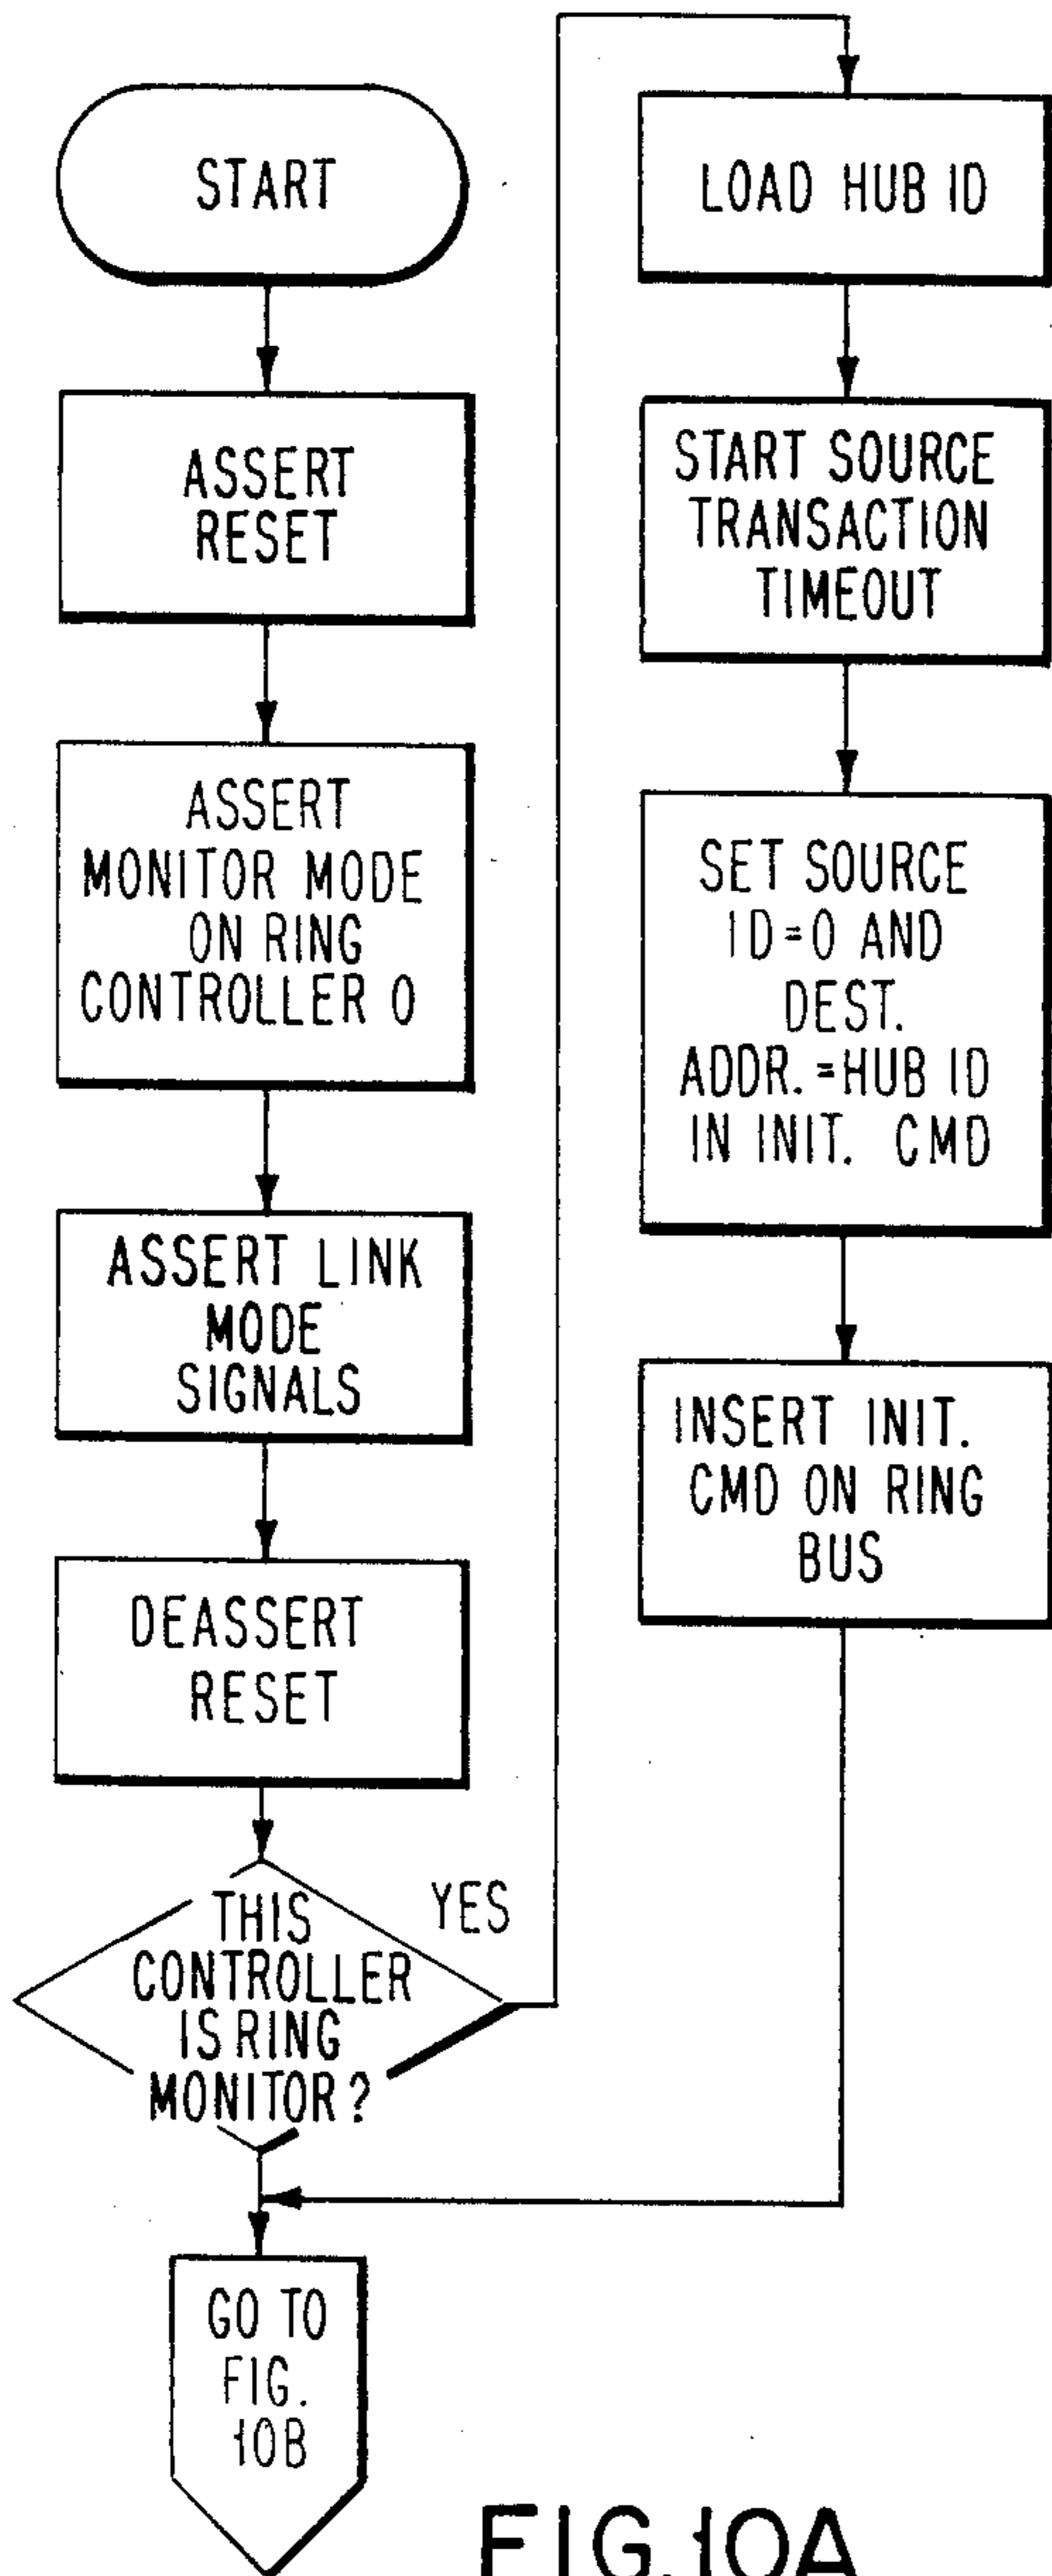 START
ASSERT
RESET
ASSERT
MONITOR MODE
ON RING
CONTROLLER 0
ASSERT LINK
MODE
SIGNALS
DEASSERT
RESET
THIS
CONTROLLER
IS RING
MONITOR?
YES
LOAD HUB ID
START SOURCE
TRANSACTION
TIMEOUT
SET SOURCE
ID=0 AND
DEST.
ADDR.=HUB ID
IN INIT. CMD
INSERT INIT.
CMD ON RING
BUS
GO TO
FIG.
10B
FIG.10A